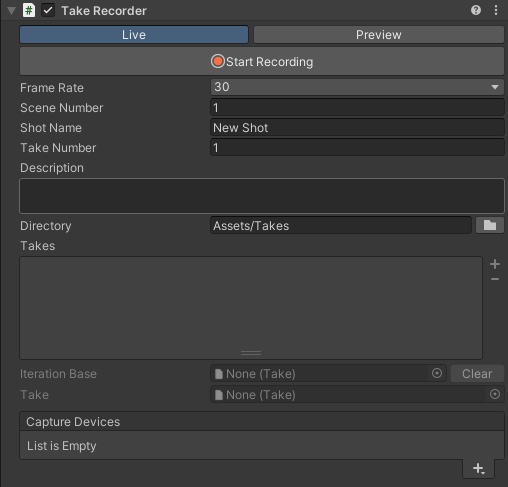 Take Recorder
Live
Preview
Start Recording
Frame Rate
30
Scene Number
1
Shot Name
New Shot
Take Number
1
Description
Directory
Assets/Takes
Takes
Iteration Base
None (Take)
Clear
Take
None (Take)
Capture Devices
List is Empty